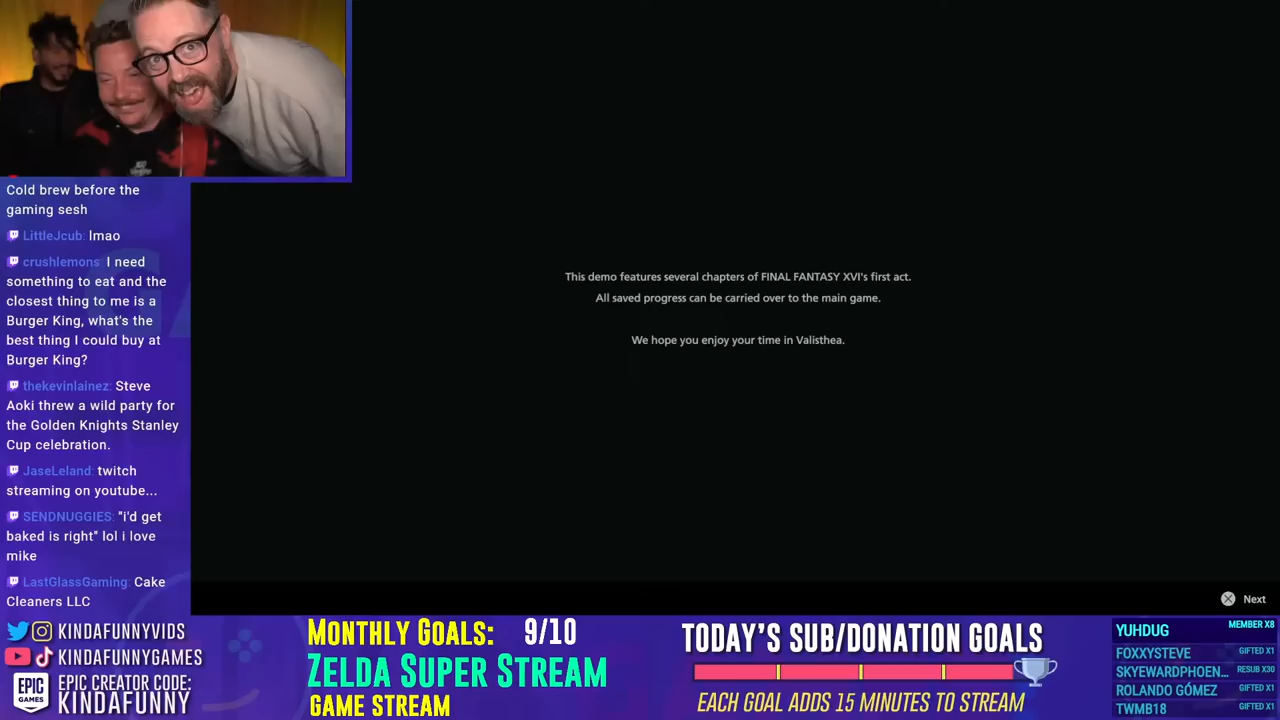 Cold brew before the
gaming sesh
LittleJcub: lmao
crushlemons: I need
something to eat and the
closest thing to me is a
Burger King, what's the
best thing I could buy at
Burger King?
thekevinlainez: Steve
Aoki threw a wild party for
the Golden Knights Stanley
Cup celebration.
JaseLeland: twitch
streaming on youtube...
SENDNUGGIES: "i'd get
baked is right" lol i love
mike
LastGlassGaming: Cake
Cleaners LLC
This demo features several chapters of FINAL FANTASY XVI's first act.
All saved progress can be carried over to the main game.
We hope you enjoy your time in Valisthea.
Next
KINDAFUNNYVIDS
KINDAFUNNYGAMES
EPIC GAMES
EPIC CREATOR CODE:
KINDAFUNNY
MONTHLY GOALS: 9/10
ZELDA SUPER STREAM
GAME STREAM
TODAY'S SUB/DONATION GOALS
EACH GOAL ADDS 15 MINUTES TO STREAM
YUHDUG MEMBER X8
FOXXYSTEVE GIFTED X1
SKYEWARDPHOEN... RESUB X30
ROLANDO GÓMEZ GIFTED X1
TWMB18 GIFTED X1